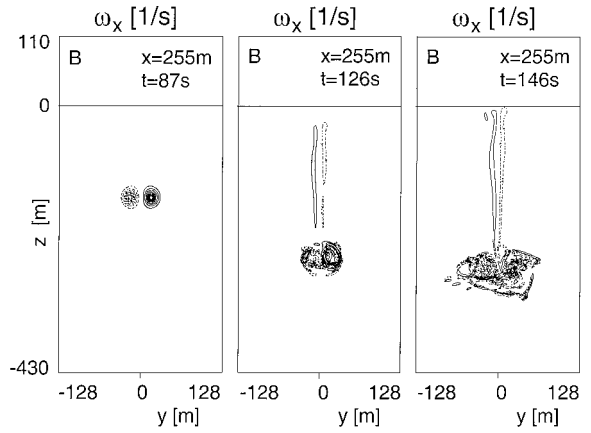 ωx [1/s] ωx [1/s] ωx [1/s]
110
B x=255m B x=255m B x=255m
t=87s t=126s t=146s
0
z [m]
-430
-128 0 128 -128 0 128 -128 0 128
y [m] y [m] y [m]